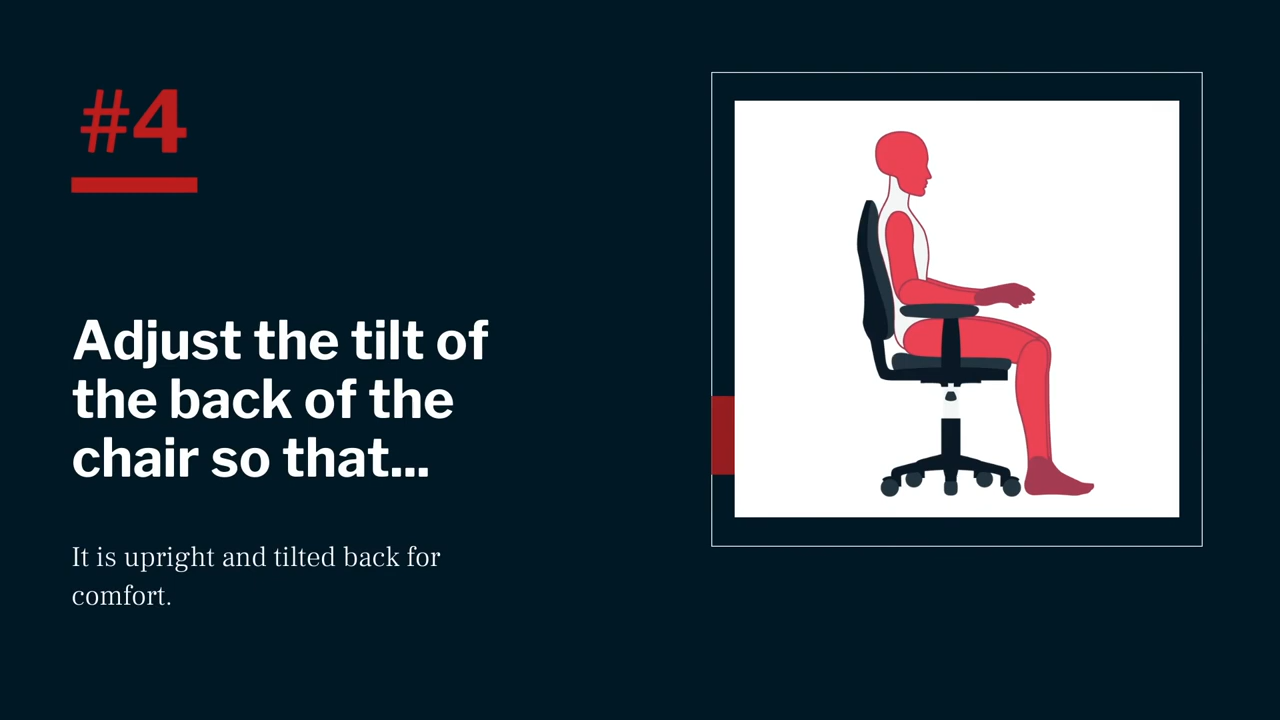 #4
Adjust the tilt of
the back of the
chair so that...
It is upright and tilted back for
comfort.